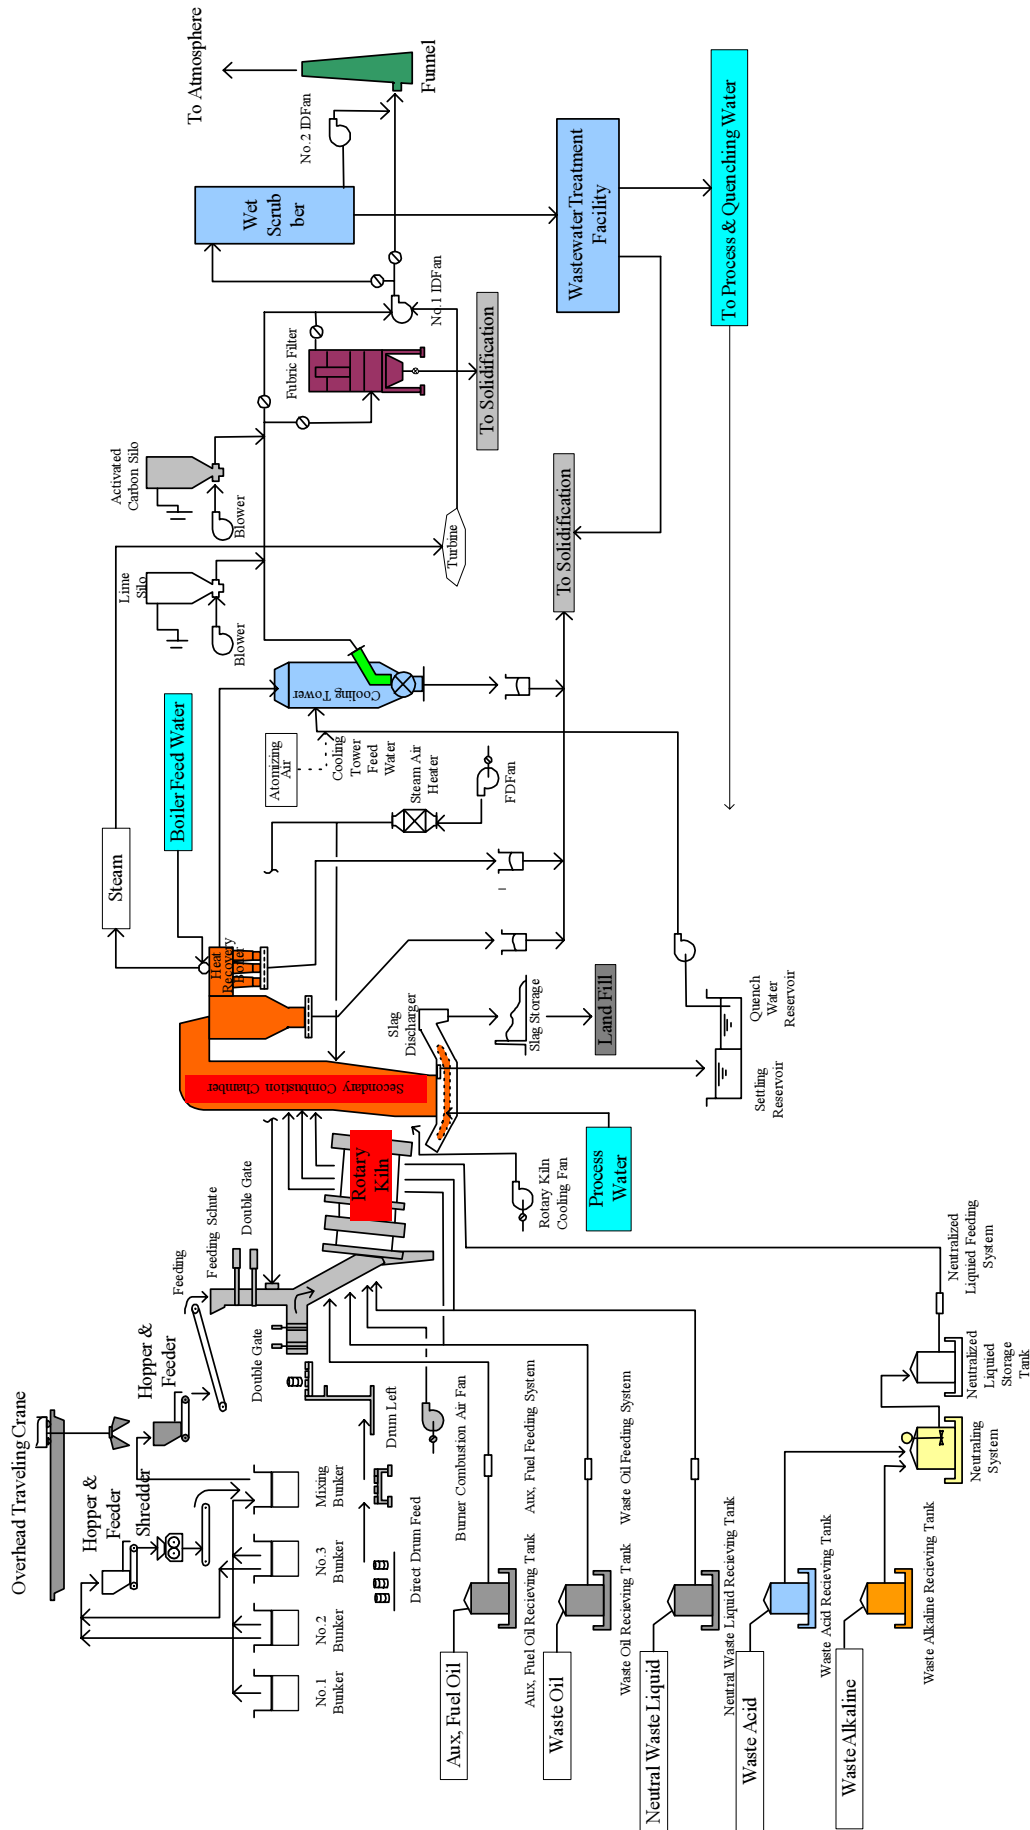 Overhead Traveling Crane
Hopper &
Feeder
Shredder
Hopper &
Feeder
Feeding
Feeding Schute
Double Gate
Double Gate
No.1
Bunker
No.2
Bunker
No.3
Bunker
Mixing
Bunker
Direct Drum Feed
Drum Left
Burner Combustion Air Fan
Aux, Fuel Oil
Aux, Fuel Oil Recieving Tank
Aux, Fuel Feeding System
Waste Oil
Waste Oil Recieving Tank
Waste Oil Feeding System
Neutral Waste Liquid
Neutral Waste Liquid Recieving Tank
Waste Acid
Waste Acid Recieving Tank
Waste Alkaline
Waste Alkaline Recieving Tank
Neutraling
System
Neutralized
Liquied
Storage
Tank
Neutralized
Liquied Feeding
System
Rotary
Kiln
Rotary Kiln
Cooling Fan
Process
Water
Secondary Combustion Chamber
Slag
Discharger
Slag Storage
Land Fill
Settling
Reservoir
Quench
Water
Reservoir
Heat
Recovery
Boiler
Steam
Boiler Feed Water
Steam Air
Heater
FDFan
Atomizing
Air
Cooling
Tower
Feed
Water
Cooling Tower
Lime
Silo
Blower
Activated
Carbon Silo
Blower
Turbine
To Solidification
Fubric Filter
To Solidification
No.1 IDFan
Wet
Scrub
ber
No.2 IDFan
To Atmosphere
Funnel
Wastewater Treatment
Facility
To Process & Quenching Water